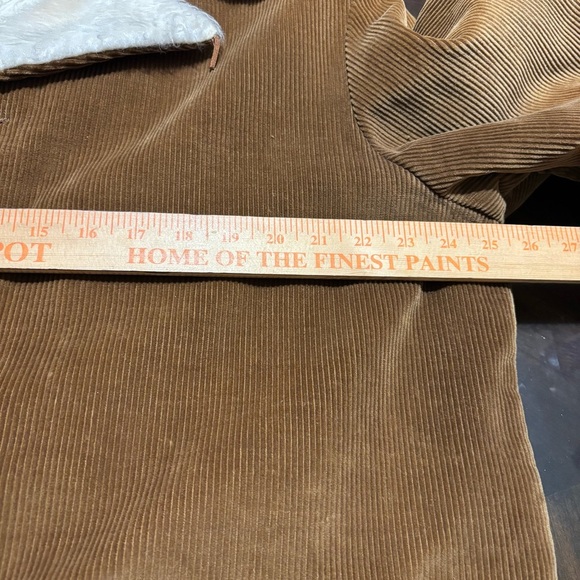 15 16 17 18 19 20 21 22 23 24 25 26 27
POT HOME OF THE FINEST PAINTS